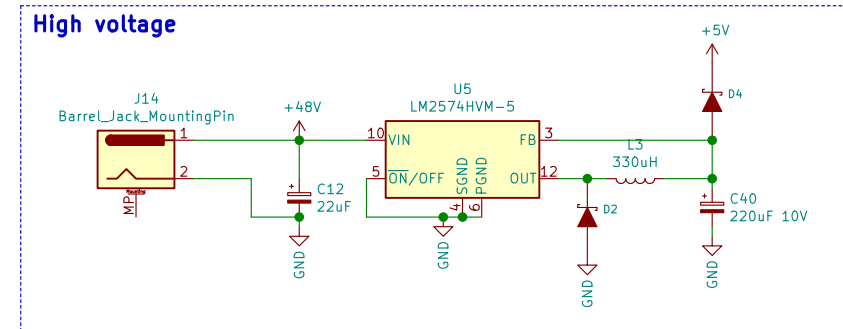 High voltage
+5V
U5
LM2574HVM-5
J14
Barrel_Jack_MountingPin
+48V
D4
1
10
VIN
FB
3
L3
330uH
2
5
ON/OFF
SGND
PGND
OUT
12
Mounting
MP
C12
22uF
4
6
D2
C40
220uF 10V
GND
GND
GND
GND